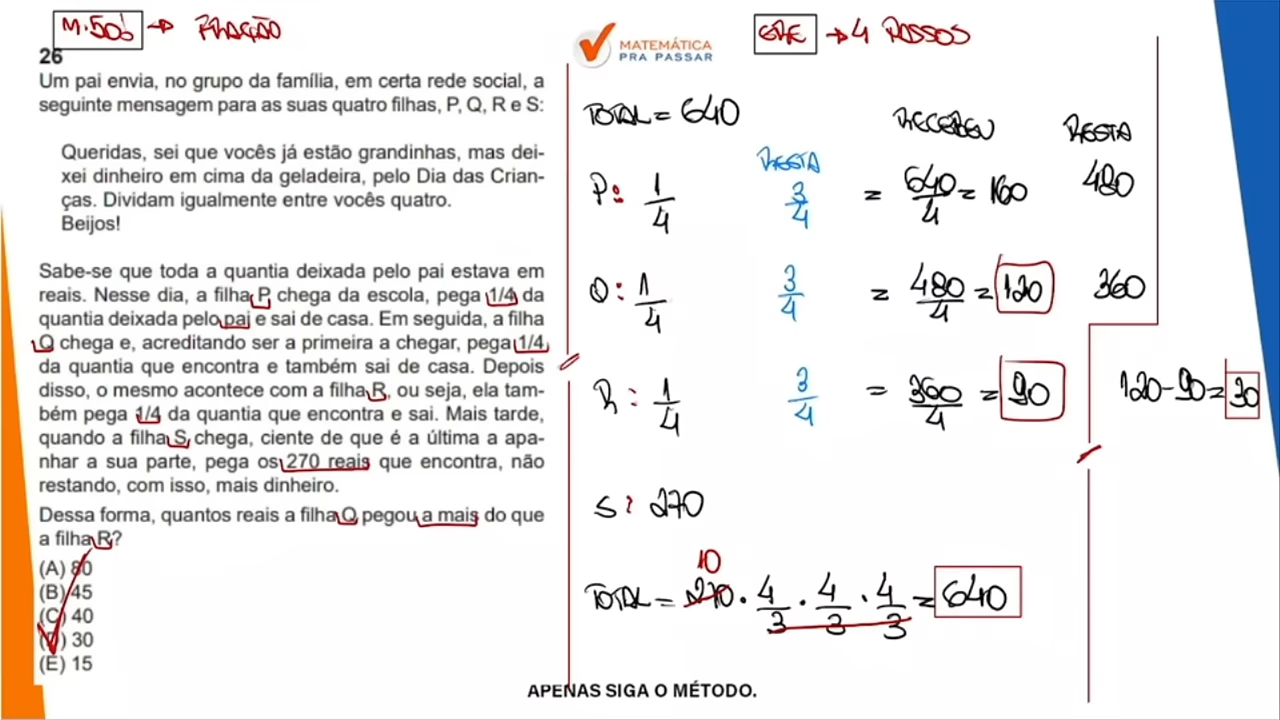 M.508 → FRAÇÃO
GRE → 4 PASSOS
MATEMÁTICA
PRA PASSAR
26
Um pai envia, no grupo da família, em certa rede social, a
seguinte mensagem para as suas quatro filhas, P, Q, R e S:
Queridas, sei que vocês já estão grandinhas, mas dei-
xei dinheiro em cima da geladeira, pelo Dia das Crian-
ças. Dividam igualmente entre vocês quatro.
Beijos!
Sabe-se que toda a quantia deixada pelo pai estava em
reais. Nesse dia, a filha P chega da escola, pega 1/4 da
quantia deixada pelo pai e sai de casa. Em seguida, a filha
Q chega e, acreditando ser a primeira a chegar, pega 1/4
da quantia que encontra e também sai de casa. Depois
disso, o mesmo acontece com a filha R, ou seja, ela tam-
bém pega 1/4 da quantia que encontra e sai. Mais tarde,
quando a filha S chega, ciente de que é a última a apa-
nhar a sua parte, pega os 270 reais que encontra, não
restando, com isso, mais dinheiro.
Dessa forma, quantos reais a filha Q pegou a mais do que
a filha R?
(A) 80
(B) 45
(C) 40
(D) 30
(E) 15
TOTAL = 640
RECEBEU RESTA
RESTA
P: 1/4 3/4 = 640/4 = 160 480
Q: 1/4 3/4 = 480/4 = 120 360
R: 1/4 3/4 = 360/4 = 90 120-90=30
S: 270
10
TOTAL = 270 · 4/3 · 4/3 · 4/3 = 640
APENAS SIGA O MÉTODO.